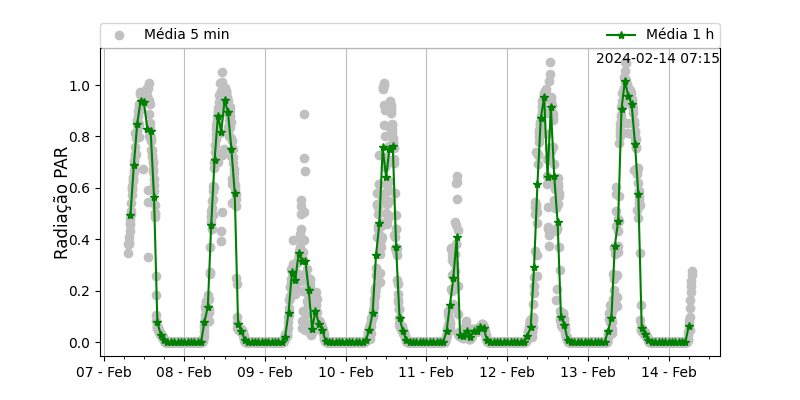 Média 5 min
Média 1 h
2024-02-14 07:15
Radiação PAR
1.0
0.8
0.6
0.4
0.2
0.0
07 - Feb
08 - Feb
09 - Feb
10 - Feb
11 - Feb
12 - Feb
13 - Feb
14 - Feb